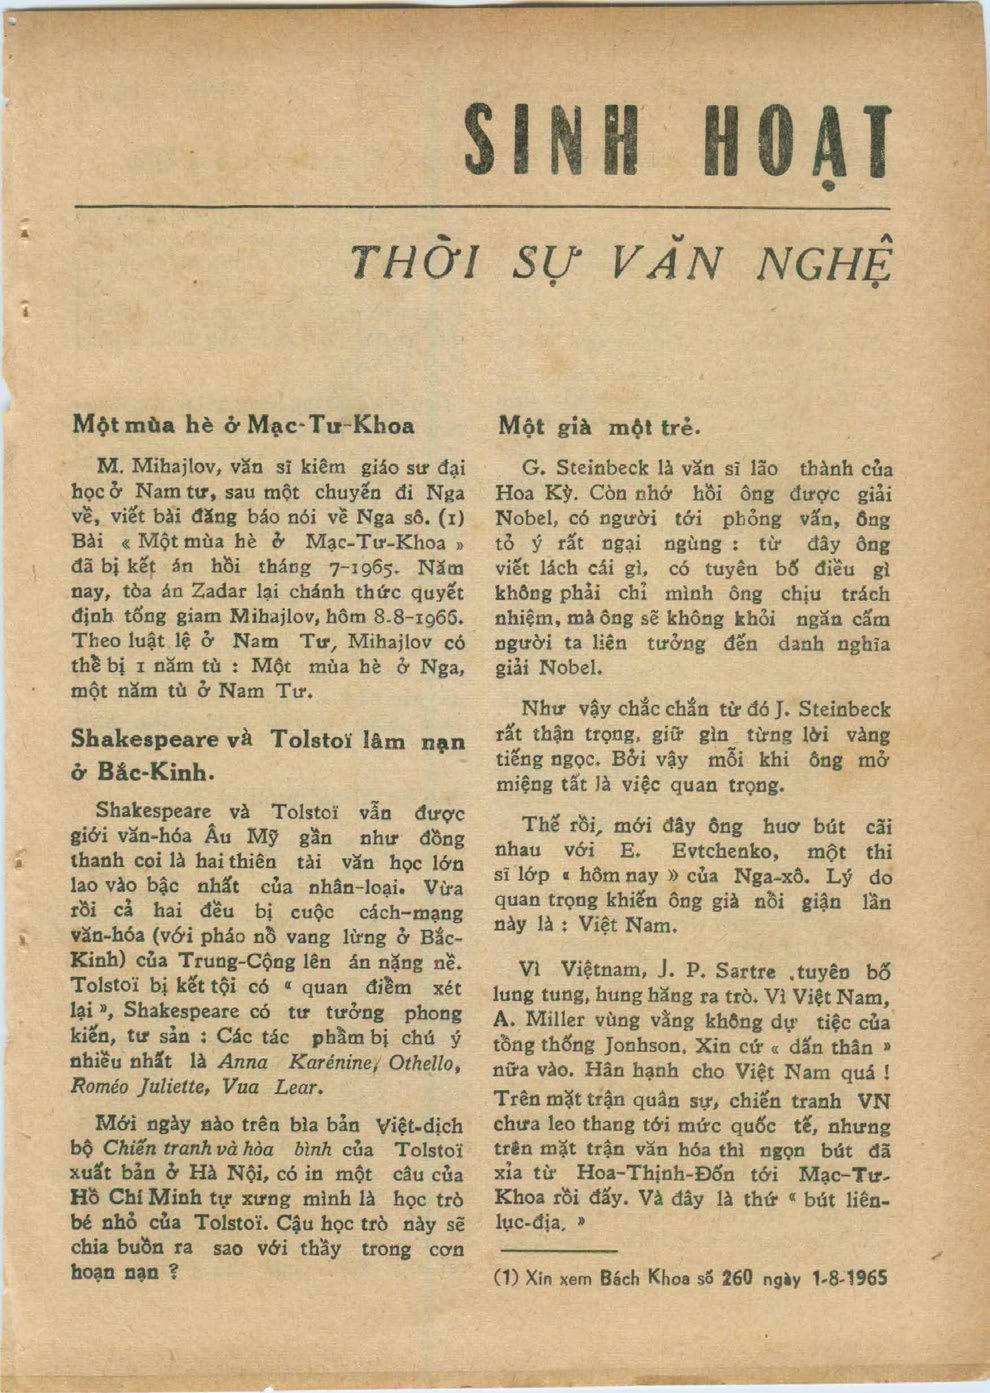 SINH HOẠT
THỜI SỰ VĂN NGHỆ
Một mùa hè ở Mạc-Tư-Khoa
M. Mihajlov, văn sĩ kiêm giáo sư đại
học ở Nam tư, sau một chuyến đi Nga
về, viết bài đăng báo nói về Nga sô. (1)
Bài « Một mùa hè ở Mạc-Tư-Khoa »
đã bị kết án hồi tháng 7-1965. Năm
nay, tòa án Zadar lại chánh thức quyết
định tống giam Mihajlov, hôm 8-8-1966.
Theo luật lệ ở Nam Tư, Mihajlov có
thể bị 1 năm tù : Một mùa hè ở Nga,
một năm tù ở Nam Tư.
Shakespeare và Tolstoï lâm nạn
ở Bắc-Kinh.
Shakespeare và Tolstoï vẫn được
giới văn-hóa Âu Mỹ gần như đồng
thanh coi là hai thiên tài văn học lớn
lao vào bậc nhất của nhân-loại. Vừa
rồi cả hai đều bị cuộc cách-mạng
văn-hóa (với pháo nổ vang lừng ở Bắc-
Kinh) của Trung-Cộng lên án nặng nề.
Tolstoï bị kết tội có « quan điểm xét
lại », Shakespeare có tư tưởng phong
kiến, tư sản : Các tác phầm bị chú ý
nhiều nhất là Anna Karénine, Othello,
Roméo Juliette, Vua Lear.
Mới ngày nào trên bìa bản Việt-dịch
bộ Chiến tranh và hòa bình của Tolstoï
xuất bản ở Hà Nội, có in một câu của
Hồ Chí Minh tự xưng mình là học trò
bé nhỏ của Tolstoï. Cậu học trò này sẽ
chia buồn ra sao với thầy trong cơn
hoạn nạn ?
Một già một trẻ.
G. Steinbeck là văn sĩ lão thành của
Hoa Kỳ. Còn nhớ hồi ông được giải
Nobel, có người tới phỏng vấn, ông
tỏ ý rất ngại ngùng : từ đây ông
viết lách cái gì, có tuyên bố điều gì
không phải chỉ mình ông chịu trách
nhiệm, mà ông sẽ không khỏi ngăn cấm
người ta liên tưởng đến danh nghĩa
giải Nobel.
Như vậy chắc chắn từ đó J. Steinbeck
rất thận trọng, giữ gìn từng lời vàng
tiếng ngọc. Bởi vậy mỗi khi ông mở
miệng tất là việc quan trọng.
Thế rồi, mới đây ông huơ bút cãi
nhau với E. Evtchenko, một thi
sĩ lớp « hôm nay » của Nga-xô. Lý do
quan trọng khiến ông già nổi giận lần
này là : Việt Nam.
Vì Việtnam, J. P. Sartre tuyên bố
lung tung, hung hăng ra trò. Vì Việt Nam,
A. Miller vùng vằng không dự tiệc của
tồng thống Jonhson. Xin cứ « dấn thân »
nữa vào. Hân hạnh cho Việt Nam quá !
Trên mặt trận quân sự, chiến tranh VN
chưa leo thang tới mức quốc tế, nhưng
trên mặt trận văn hóa thì ngọn bút đã
xỉa từ Hoa-Thịnh-Đốn tới Mạc-Tư-
Khoa rồi đấy. Và đây là thứ « bút liên-
lục-địa. »
(1) Xin xem Bách Khoa số 260 ngày 1-8-1965